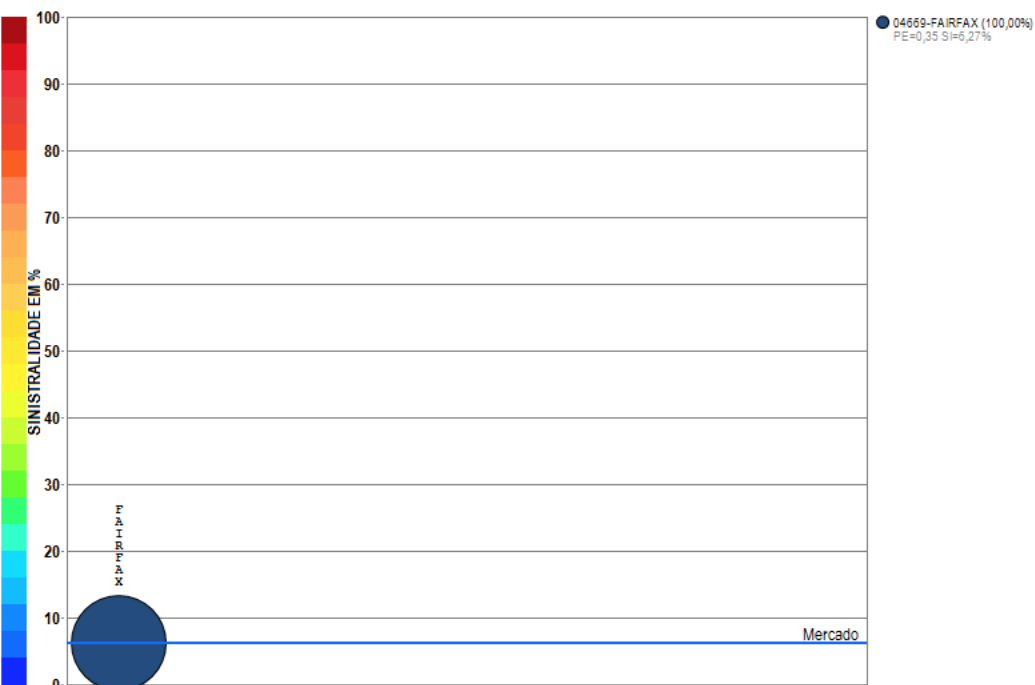 100
90
80
70
60
50
40
30
20
10
0
SINISTRALIDADE EM %
FAIRFAX
Mercado
04669-FAIRFAX (100,00%)
PE=0,35 SI=6,27%